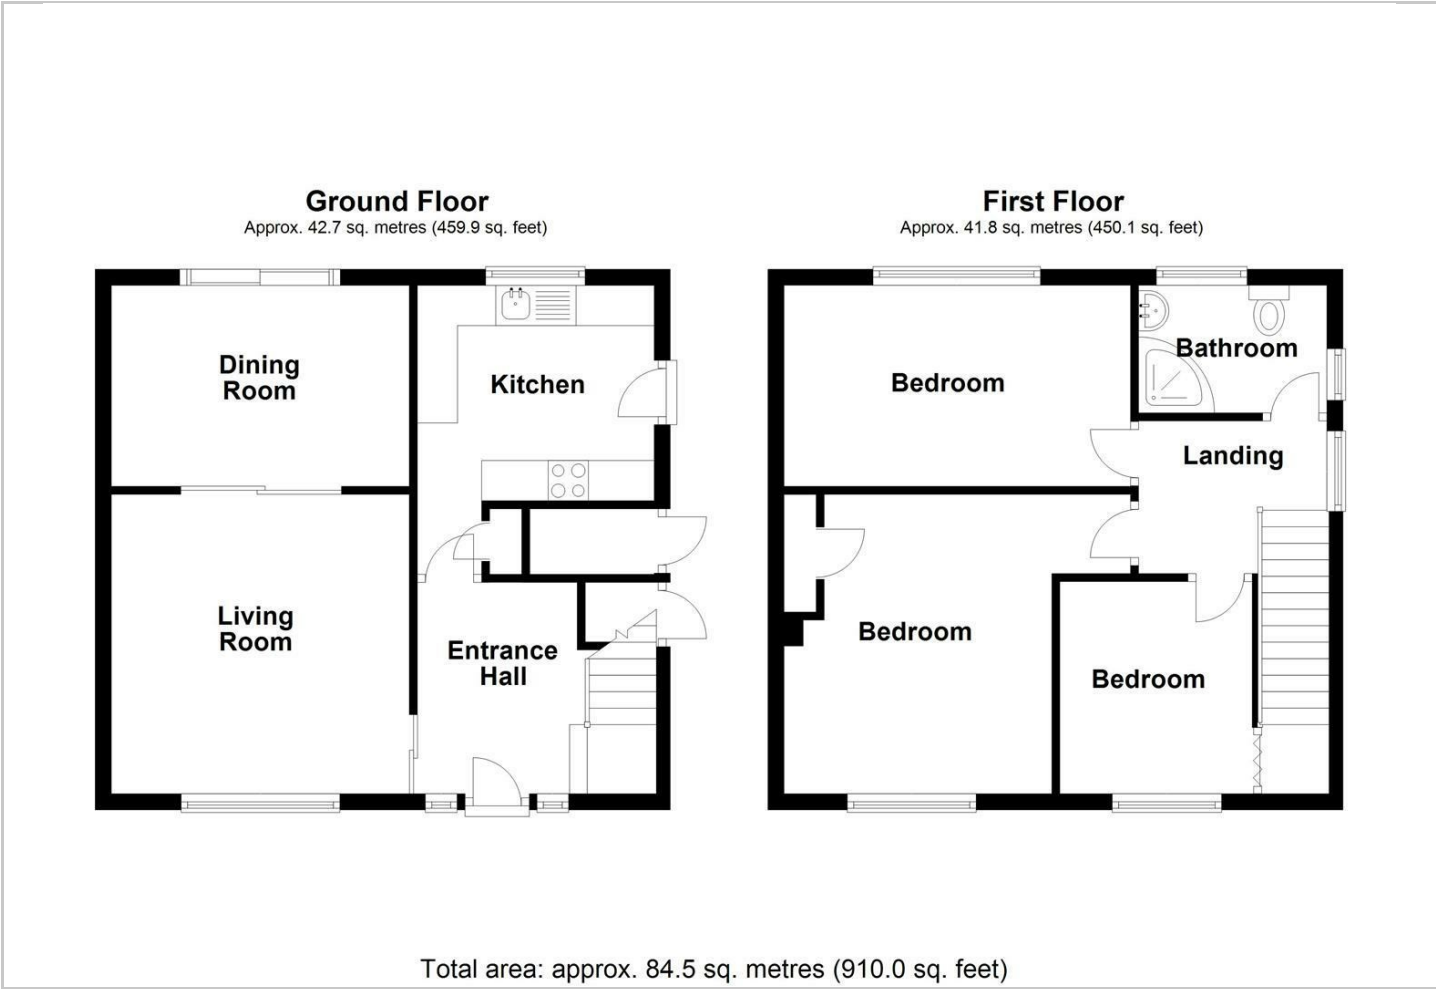 Ground Floor
Approx. 42.7 sq. metres (459.9 sq. feet)
Dining
Room
Kitchen
Living
Room
Entrance
Hall
First Floor
Approx. 41.8 sq. metres (450.1 sq. feet)
Bathroom
Bedroom
Landing
Bedroom
Bedroom
Total area: approx. 84.5 sq. metres (910.0 sq. feet)